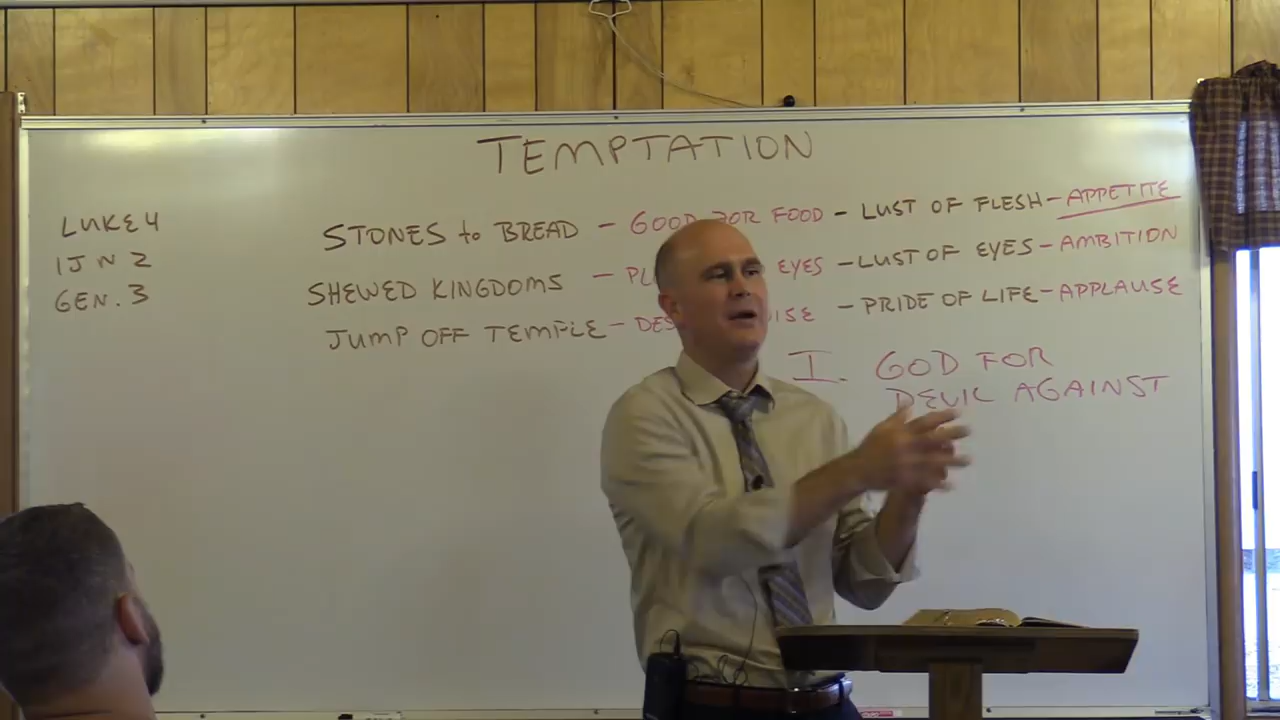 TEMPTATION
LUKE 4
1 J N 2
GEN. 3
STONES to BREAD - GOOD FOR FOOD - LUST OF FLESH - APPETITE
SHEWED KINGDOMS - EYES - LUST OF EYES - AMBITION
JUMP OFF TEMPLE - - PRIDE OF LIFE - APPLAUSE
I. GOD FOR
DEVIL AGAINST